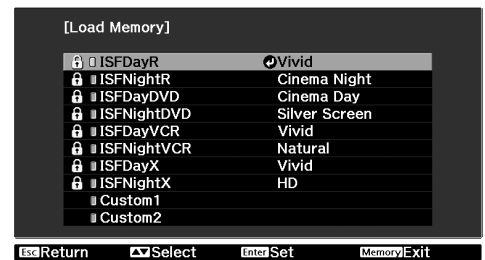 [Load Memory]
ISFDayR Vivid
ISFNightR Cinema Night
ISFDayDVD Cinema Day
ISFNightDVD Silver Screen
ISFDayVCR Vivid
ISFNightVCR Natural
ISFDayX Vivid
ISFNightX HD
Custom1
Custom2
Esc Return Select Enter Set Memory Exit